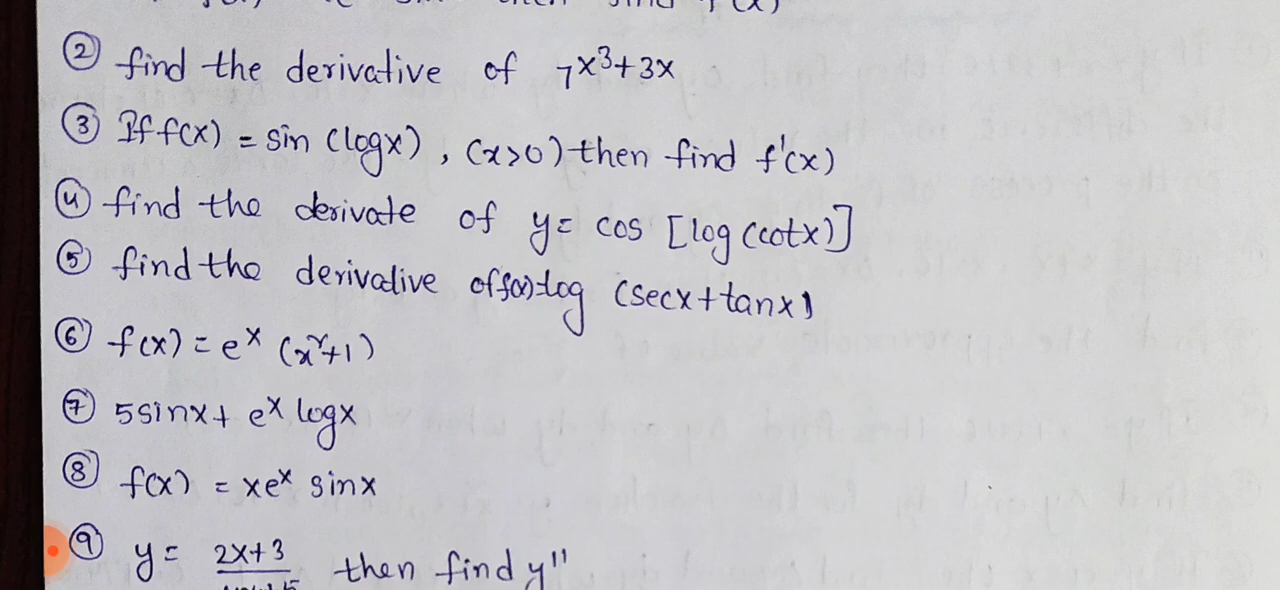 ② find the derivative of 7x³+3x
③ If f(x) = sin (logx), (x>0) then find f'(x)
④ find the derivate of y= cos [log (cotx)]
⑤ find the derivative of f(x)=log (secx+tanx)
⑥ f(x) = eˣ (x²+1)
⑦ 5sinx+ eˣ logx
⑧ f(x) = xeˣ sinx
⑨ y= 2x+3 then find y"